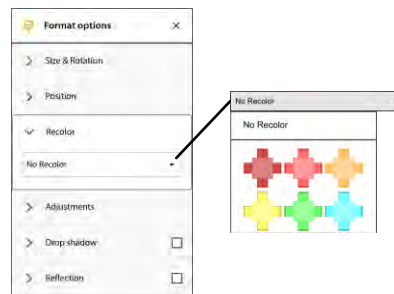 Format options
Size & Rotation
Position
Recolor
No Recolor
Adjustments
Drop shadow
Reflection
No Recolor
No Recolor